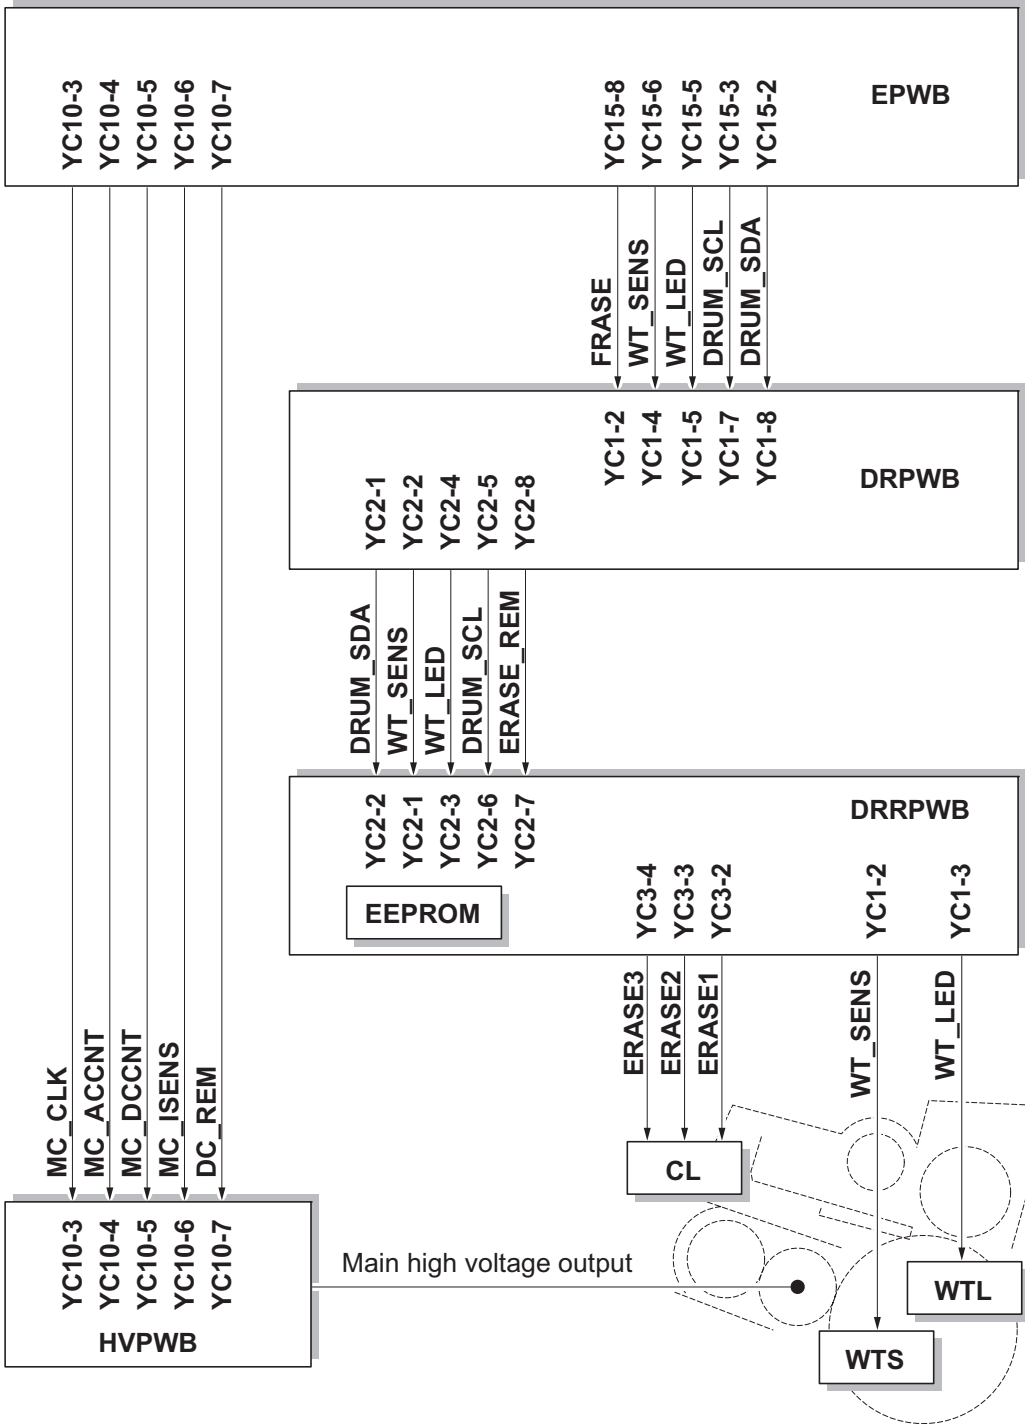 EPWB
YC10-3
YC10-4
YC10-5
YC10-6
YC10-7
YC15-8
YC15-6
YC15-5
YC15-3
YC15-2
FRASE
WT_SENS
WT_LED
DRUM_SCL
DRUM_SDA
YC1-2
YC1-4
YC1-5
YC1-7
YC1-8
DRPWB
YC2-1
YC2-2
YC2-4
YC2-5
YC2-8
DRUM_SDA
WT_SENS
WT_LED
DRUM_SCL
ERASE_REM
YC2-2
YC2-1
YC2-3
YC2-6
YC2-7
DRRPWB
EEPROM
YC3-4
YC3-3
YC3-2
YC1-2
YC1-3
ERASE3
ERASE2
ERASE1
WT_SENS
WT_LED
MC_CLK
MC_ACCNT
MC_DCCNT
MC_ISENS
DC_REM
CL
YC10-3
YC10-4
YC10-5
YC10-6
YC10-7
HVPWB
Main high voltage output
WTL
WTS